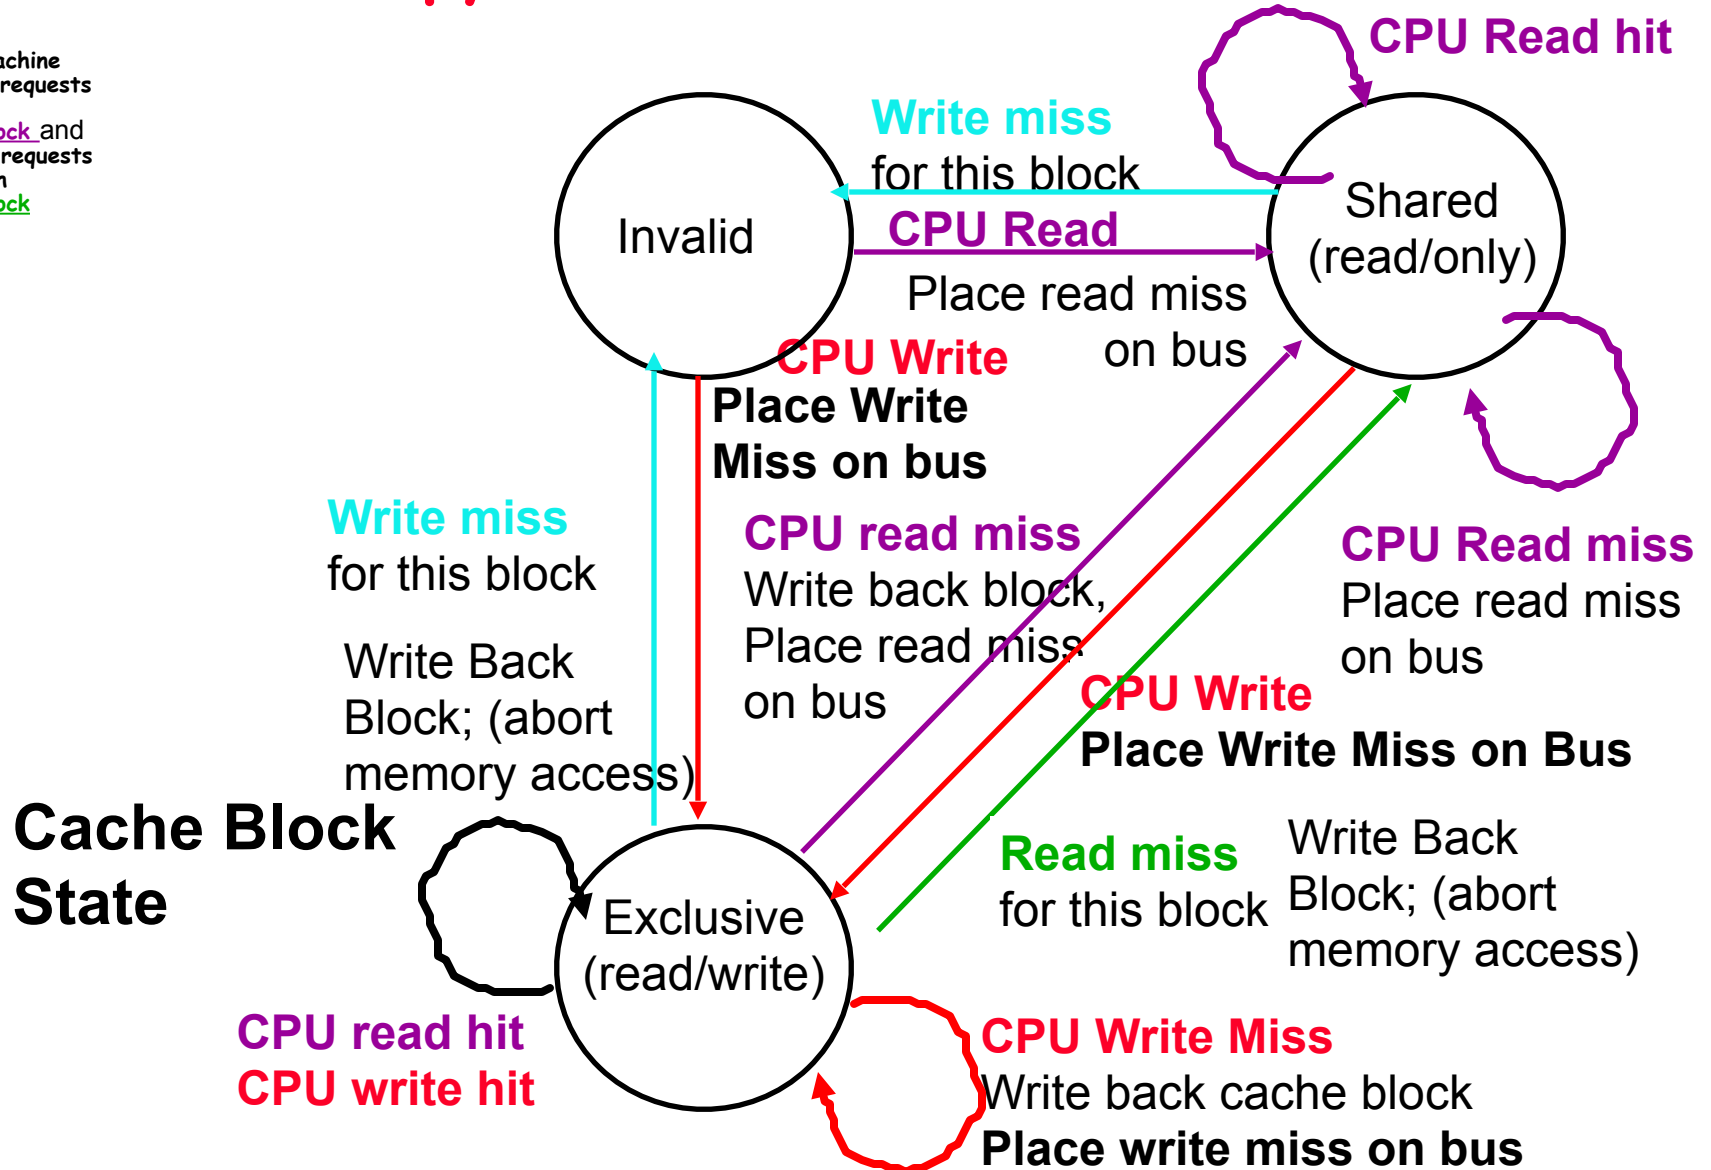 CPU Read hit
achine
requests
ock and
requests
n
ock
Write miss
for this block
CPU Read
Place read miss
on bus
Invalid
Shared
(read/only)
CPU Write
Place Write
Miss on bus
Write miss
for this block
Write Back
Block; (abort
memory access)
CPU read miss
Write back block,
Place read miss
on bus
CPU Read miss
Place read miss
on bus
CPU Write
Place Write Miss on Bus
Cache Block
State
Read miss
for this block
Write Back
Block; (abort
memory access)
Exclusive
(read/write)
CPU read hit
CPU write hit
CPU Write Miss
Write back cache block
Place write miss on bus